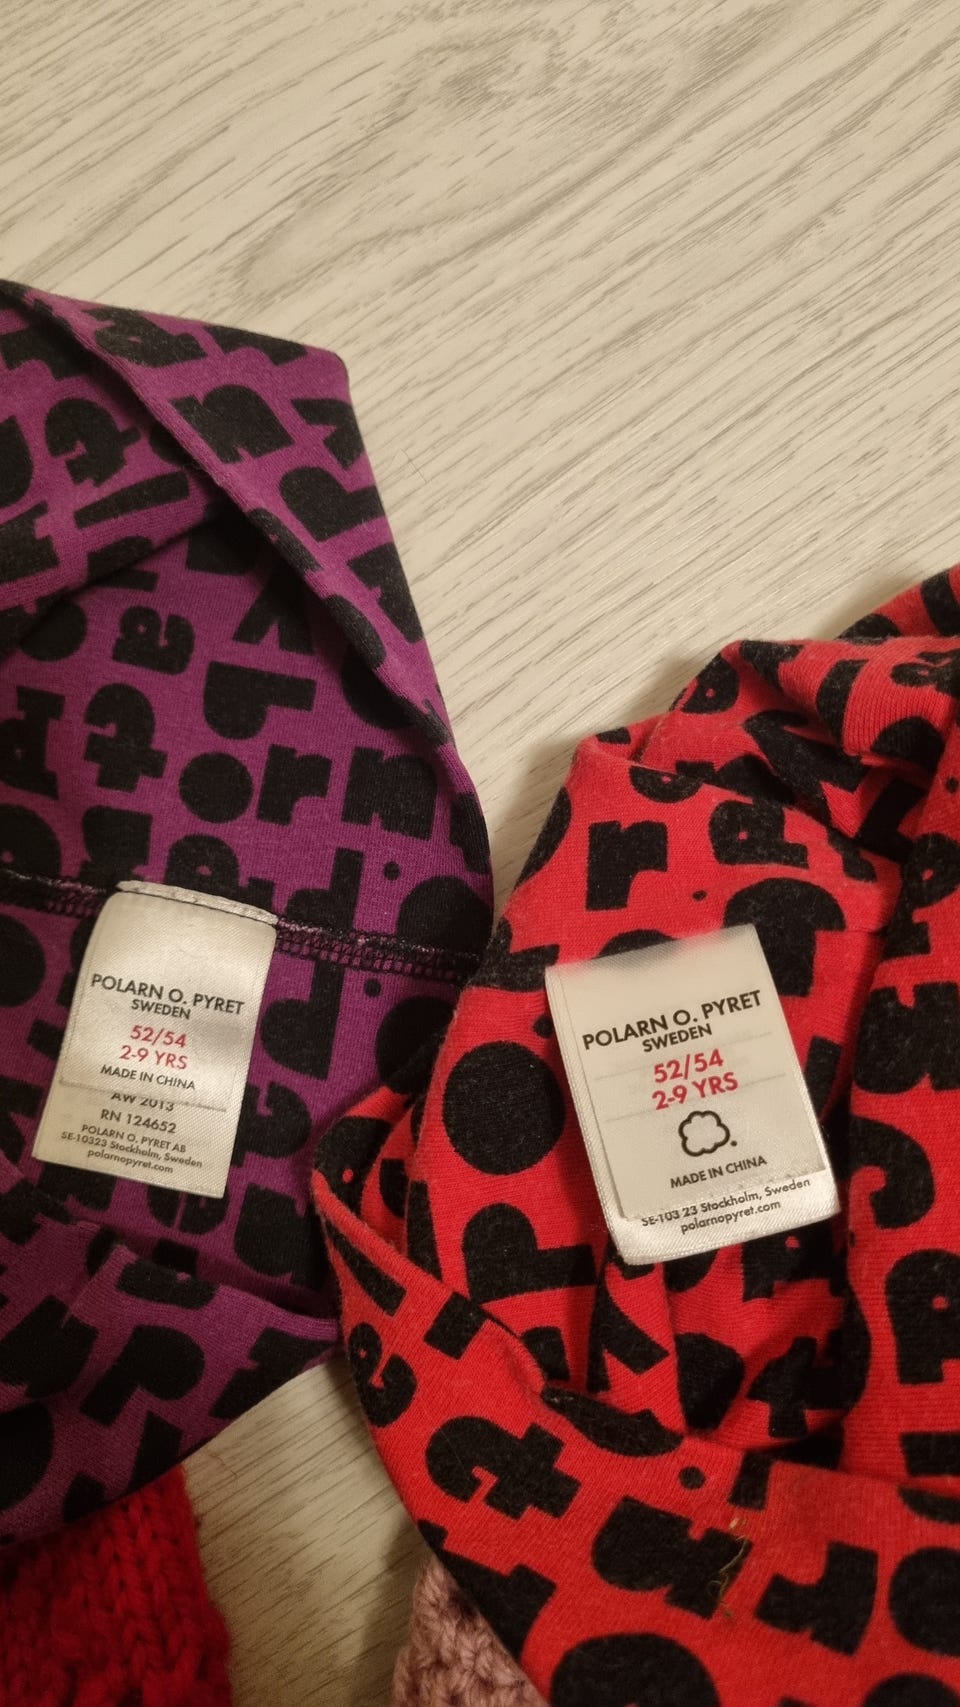 POLARN O. PYRET
SWEDEN
52/54
2-9 YRS
MADE IN CHINA
AW 2013
RN 124652
POLARN O. PYRET AB
SE-10323 Stockholm, Sweden
polarnopyret.com
POLARN O. PYRET
SWEDEN
52/54
2-9 YRS
MADE IN CHINA
SE-103 23 Stockholm, Sweden
polarnopyret.com